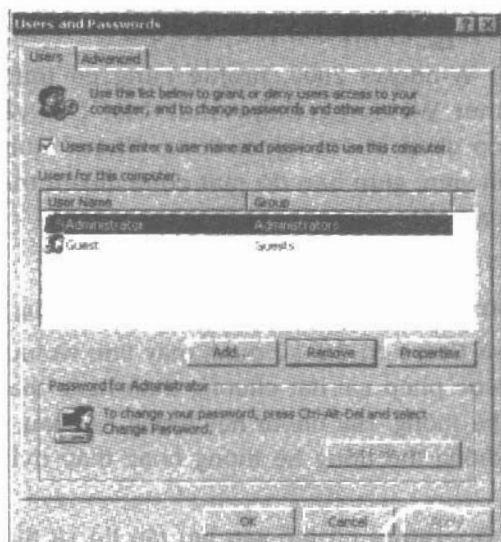 Users and Passwords
Users Advanced
Use the list below to grant or deny users access to your
computer, and to change passwords and other settings.
Users must enter a user name and password to use this computer.
Users for this computer:
User Name Group
Administrator Administrators
Guest Guests
Add... Remove Properties
Password for Administrator
To change your password, press Ctrl-Alt-Del and select
Change Password.
Set Password...
OK Cancel